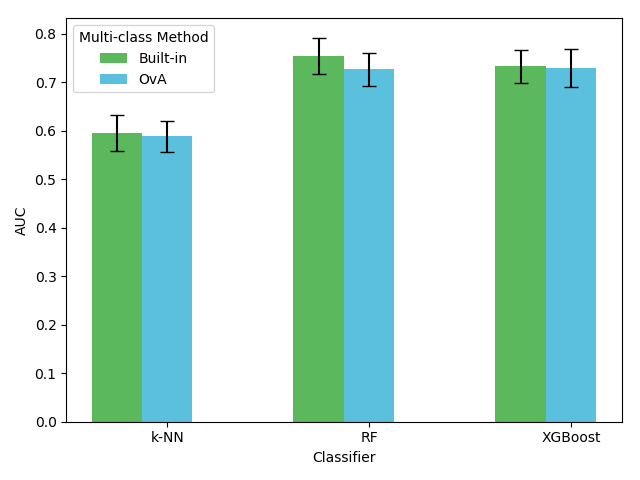 Multi-class Method
Built-in
OvA
0.8
0.7
0.6
0.5
0.4
0.3
0.2
0.1
0.0
AUC
k-NN
RF
XGBoost
Classifier